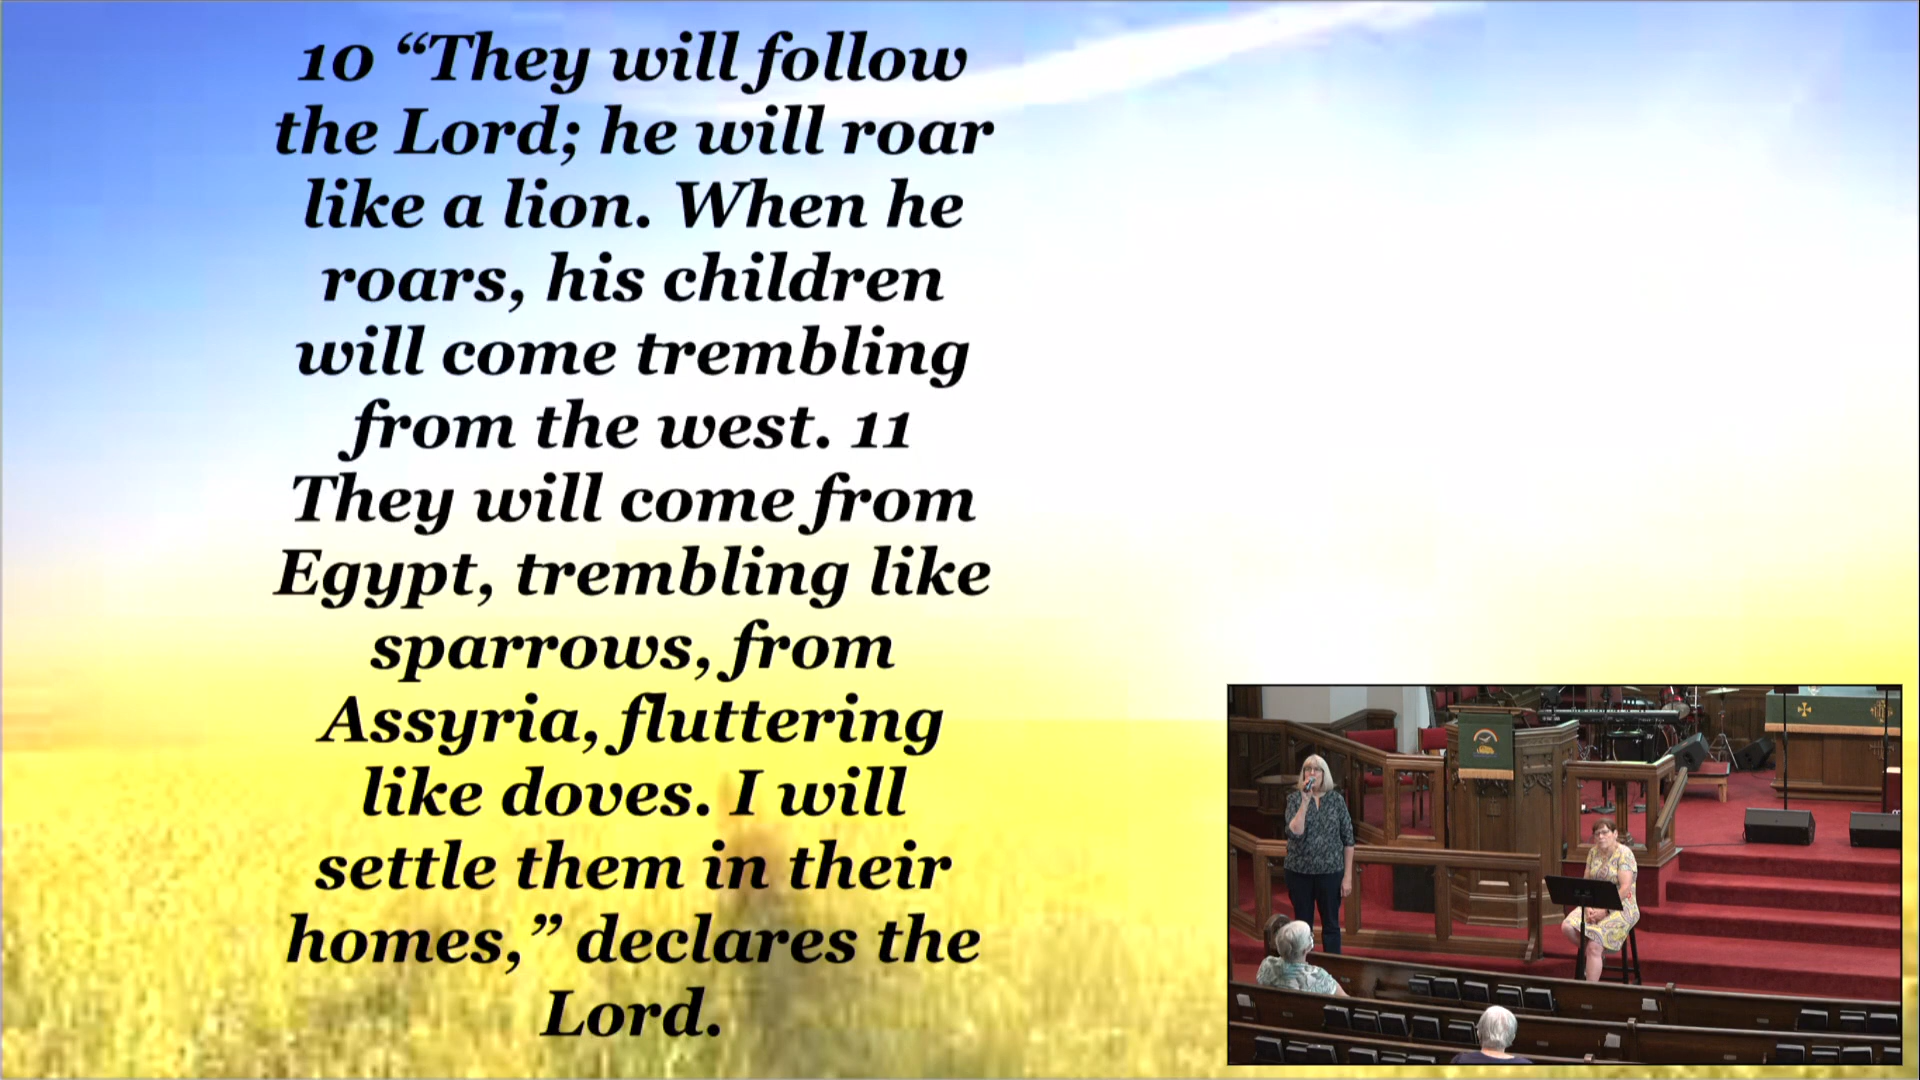 10 “They will follow
the Lord; he will roar
like a lion. When he
roars, his children
will come trembling
from the west. 11
They will come from
Egypt, trembling like
sparrows, from
Assyria, fluttering
like doves. I will
settle them in their
homes,” declares the
Lord.